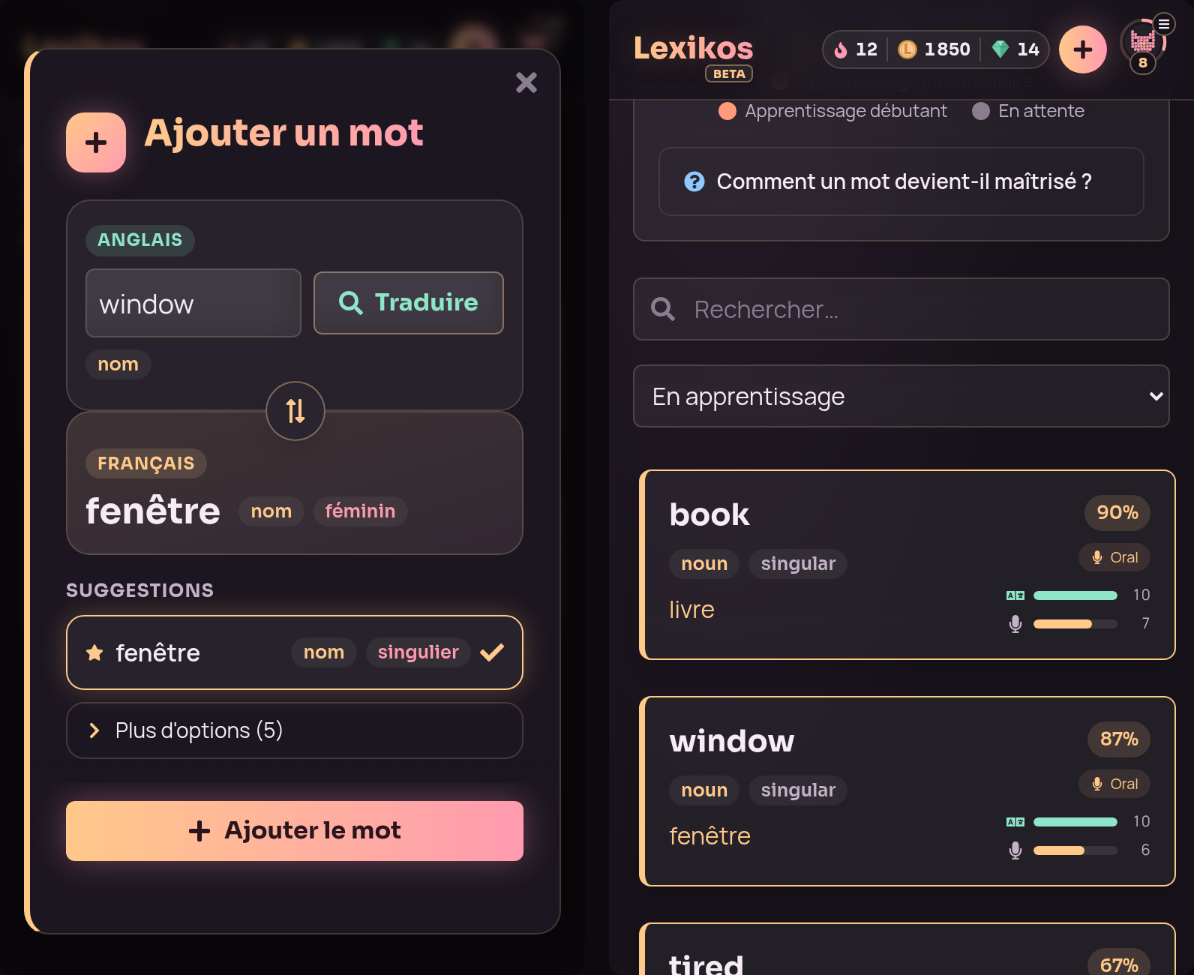 Ajouter un mot
ANGLAIS
window
Traduire
nom
FRANÇAIS
fenêtre nom féminin
SUGGESTIONS
fenêtre nom singulier
Plus d'options (5)
Ajouter le mot
Lexikos
BETA
12 1850 14
8
Apprentissage débutant En attente
Comment un mot devient-il maîtrisé ?
Rechercher...
En apprentissage
book 90%
noun singular Oral
livre 10
7
window 87%
noun singular Oral
fenêtre 10
6
tired 67%